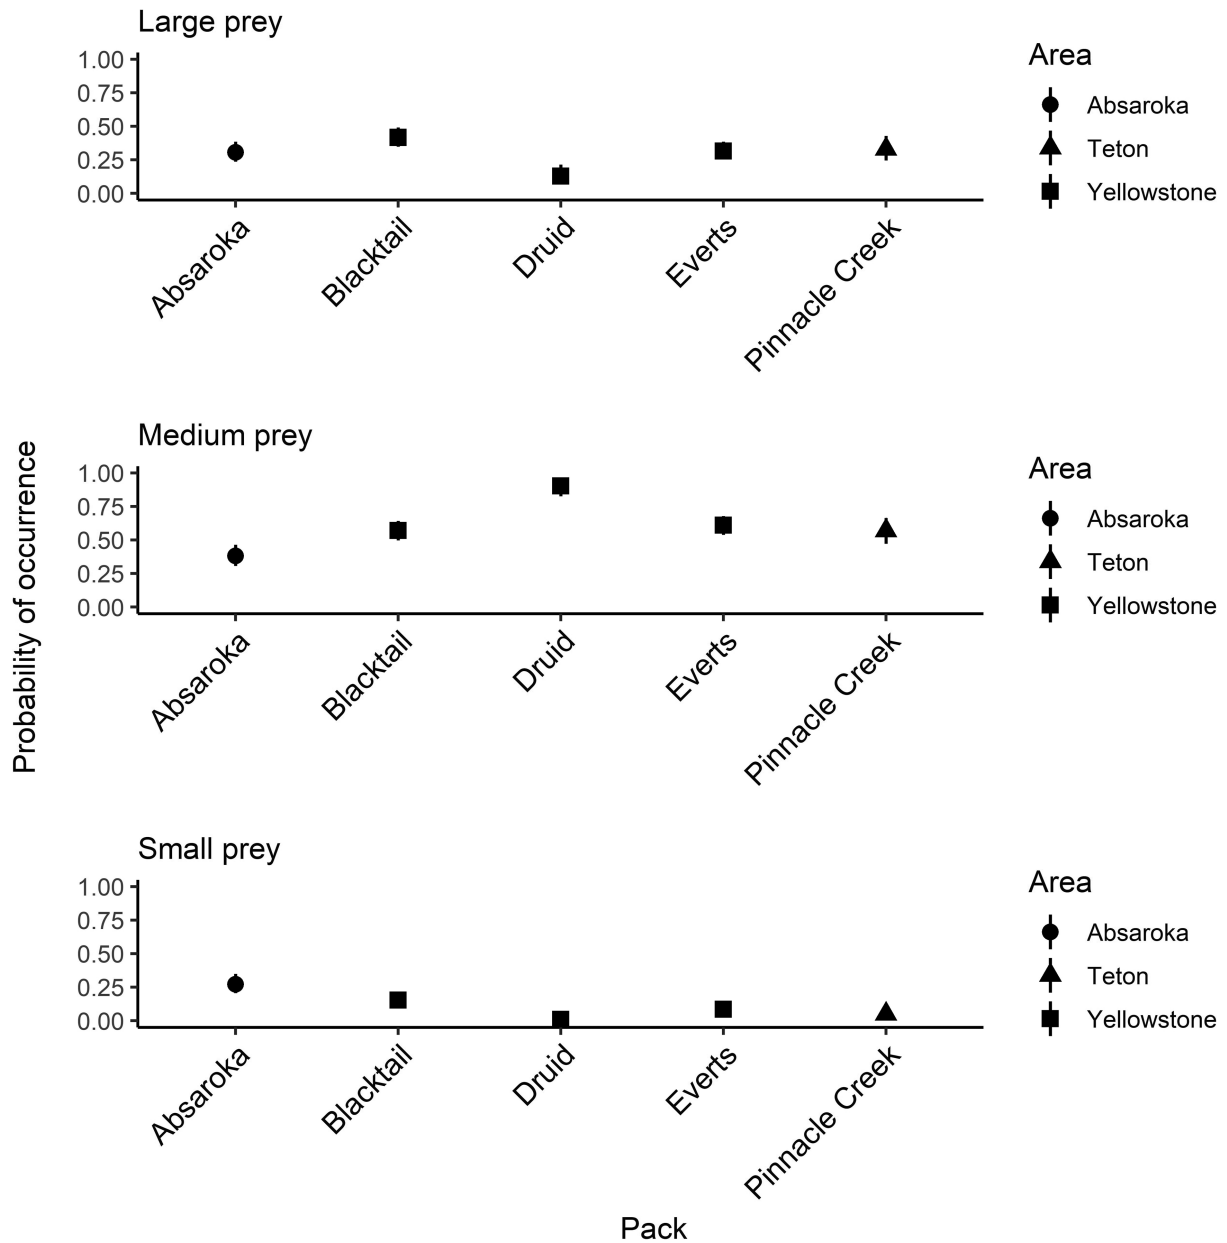 Large prey
1.00
0.75
0.50
0.25
0.00
Absaroka
Blacktail
Druid
Everts
Pinnacle Creek
Area
Absaroka
Teton
Yellowstone
Probability of occurrence
Medium prey
1.00
0.75
0.50
0.25
0.00
Absaroka
Blacktail
Druid
Everts
Pinnacle Creek
Area
Absaroka
Teton
Yellowstone
Small prey
1.00
0.75
0.50
0.25
0.00
Absaroka
Blacktail
Druid
Everts
Pinnacle Creek
Area
Absaroka
Teton
Yellowstone
Pack